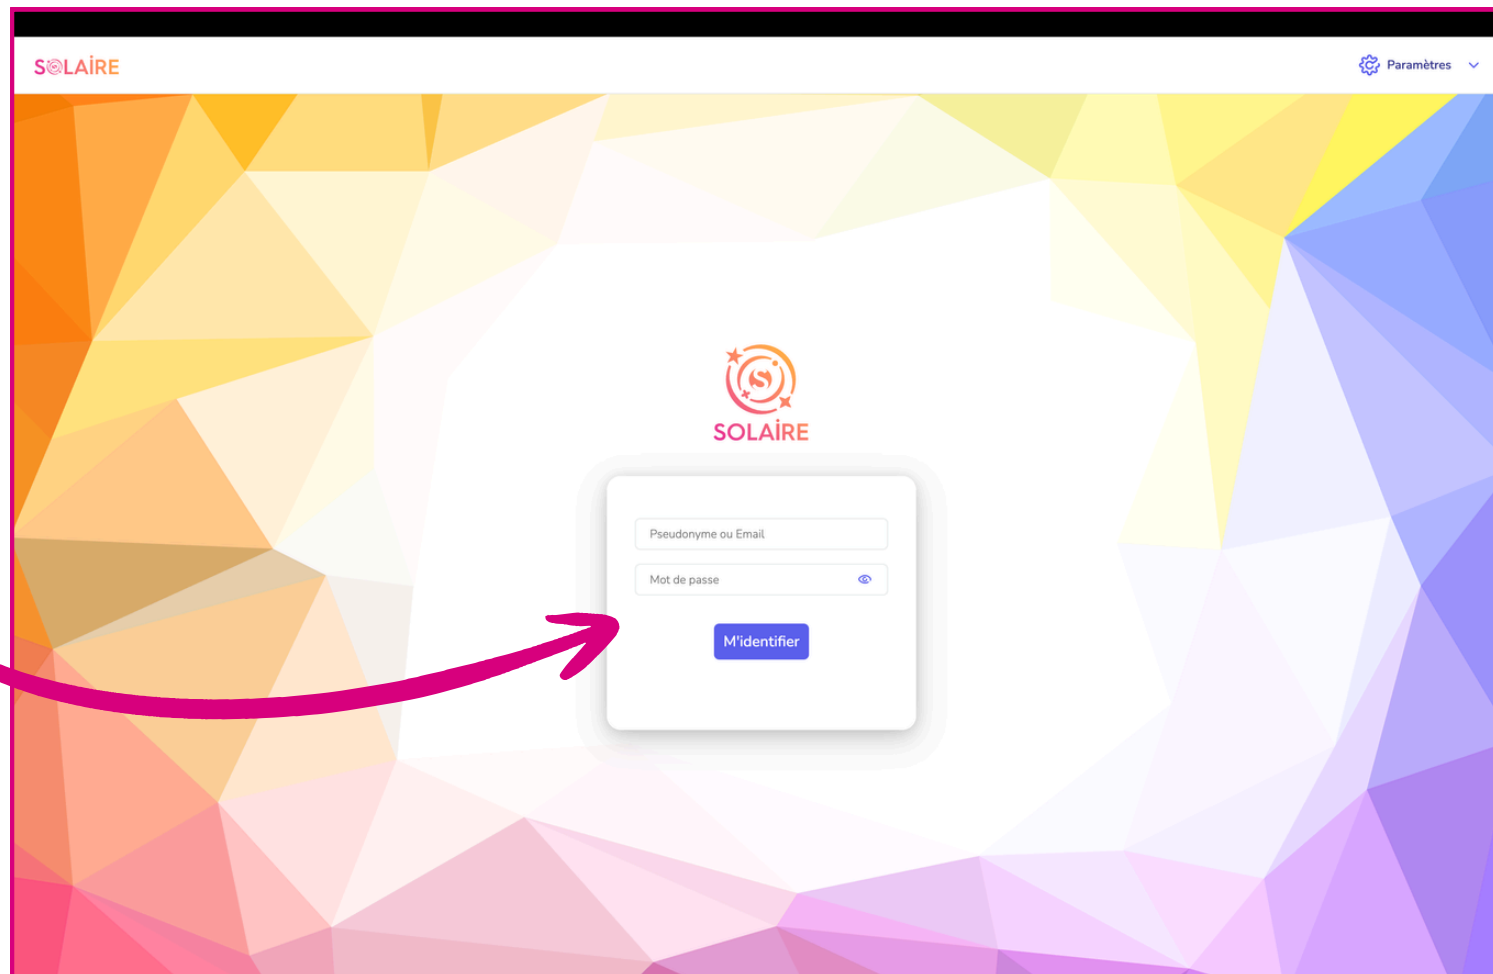 SOLAİRE
Paramètres
SOLAİRE
Pseudonyme ou Email
Mot de passe
M'identifier